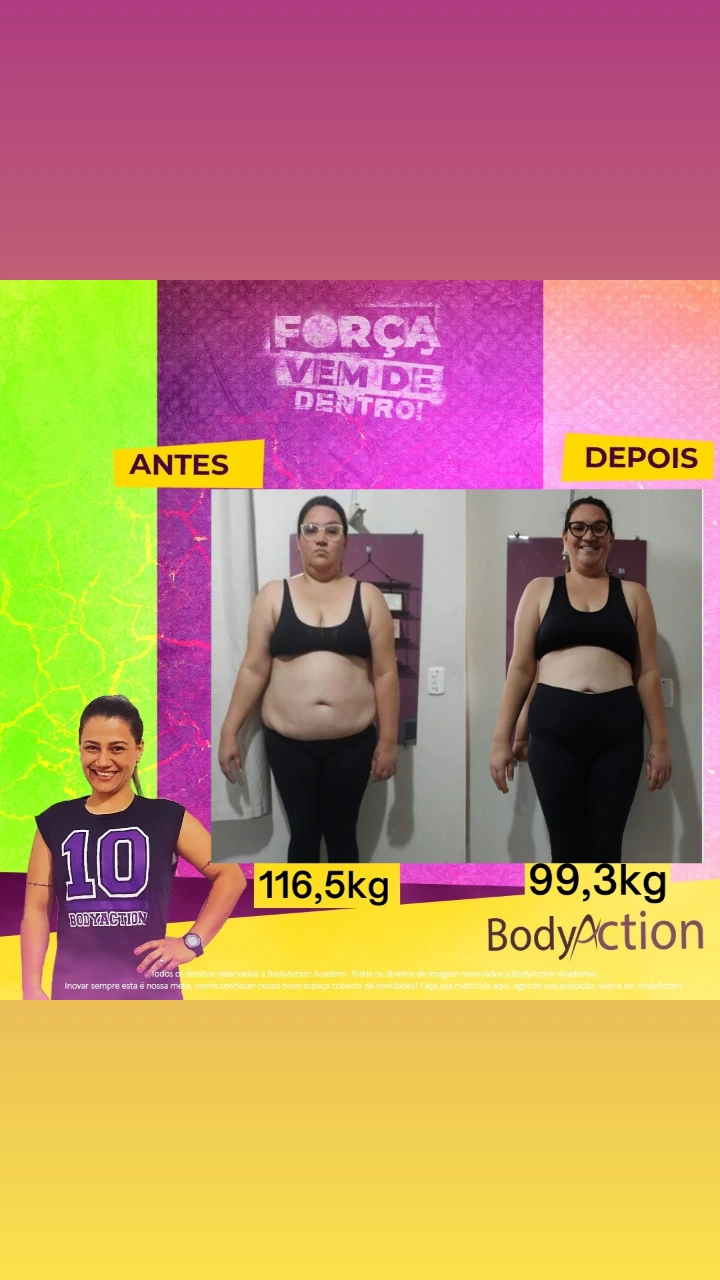 FORÇA
VEM DE
DENTRO!
ANTES
DEPOIS
10
BODYACTION
116,5kg
99,3kg
BodyAction
Todos os direitos reservados a BodyAction Academi. Todas os direitos de imagem reservados a BodyAction Academia
Inovar sempre esta é nossa meta, venha conhecer nosso novo espaço coberto de novidades! Faça sua matrícula aqui, agende sua avaliação, venha ser BodyAction